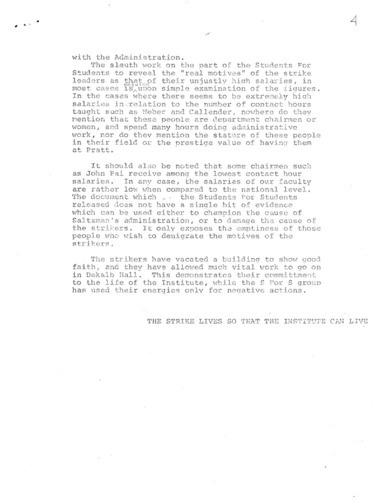 4
with the Administration.
The sleuth work on the part of the Students For
Students to reveal the "real motives" of the strike
leaders as that of their unjustly high salaries, in
most cases is upon simple examination of the figures.
In the cases where there seems to be extremely high
salaries in relation to the number of contact hours
taught such as Weber and Callender, nowhere do they
mention that these people are department chairmen or
women, and spend many hours doing administrative
work, nor do they mention the stature of these people
in their field or the prestige value of having them
at Pratt.
It should also be noted that some chairmen such
as John Fai receive among the lowest contact hour
salaries. In any case, the salaries of our faculty
are rather low when compared to the national level.
The document which the Students For Students
released does not have a single bit of evidence
which can be used either to champion the cause of
Saltzman's administration, or to damage the cause of
the strikers. It only exposes the emptiness of those
people who wish to denigrate the motives of the
strikers.
The strikers have vacated a building to show good
faith, and they have allowed much vital work to go on
in Dekalb Hall. This demonstrates their committment
to the life of the Institute, while the S For S group
has used their energies only for negative actions.
THE STRIKE LIVES SO THAT THE INSTITUTE CAN LIVE